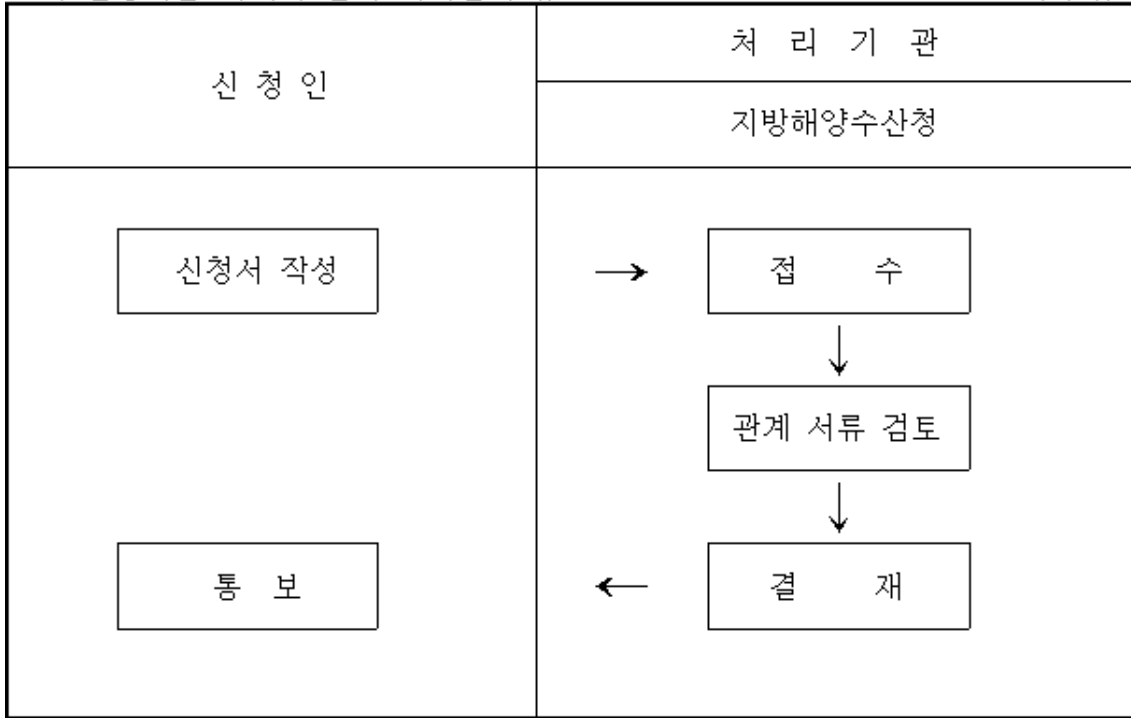 신 청 인
처 리 기 관
지방해양수산청
신청서 작성
→
접 수
↓
관계 서류 검토
↓
통 보
←
결 재